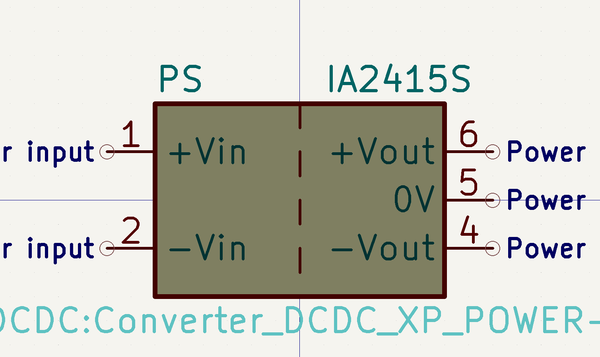 PS IA2415S
r input 1 +Vin +Vout 6 Power
0V 5 Power
r input 2 -Vin -Vout 4 Power
DCDC:Converter_DCDC_XP_POWER-